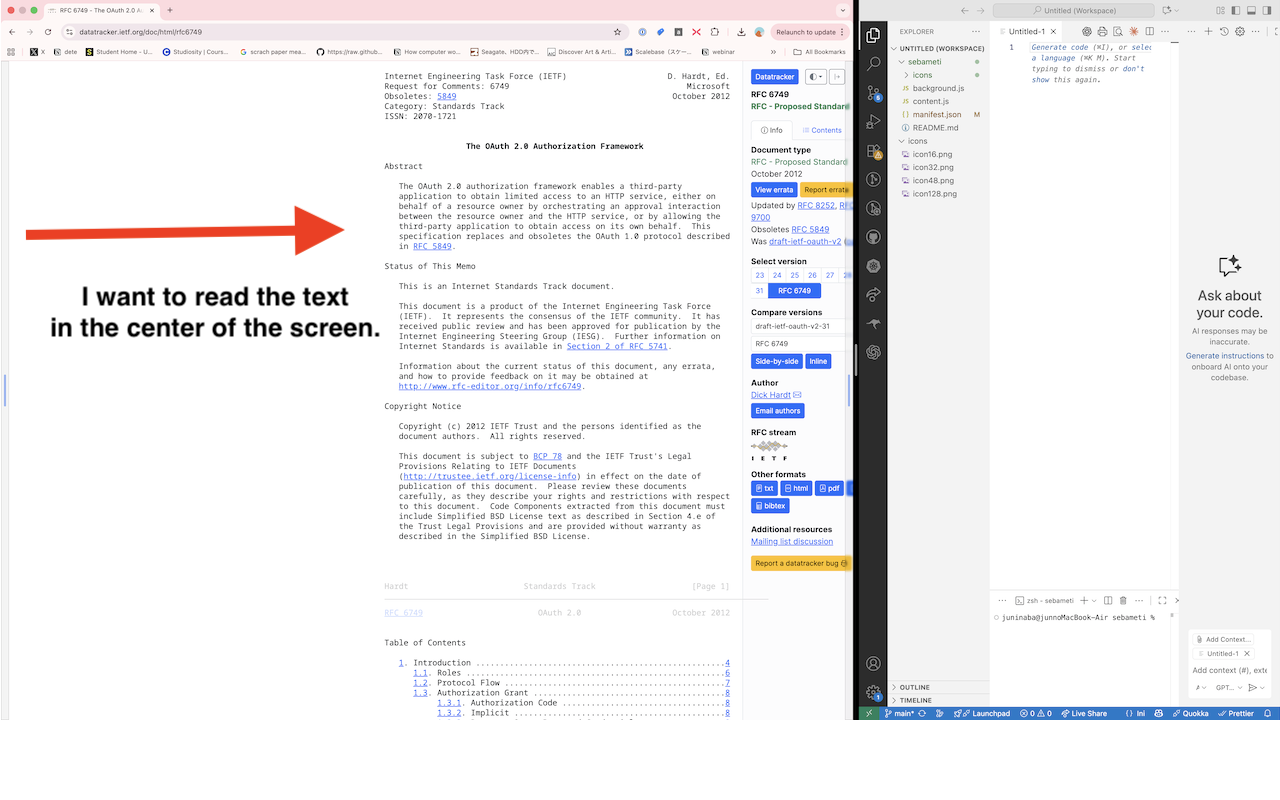 RFC 6749 - The OAuth 2.0 Au
datatracker.ietf.org/doc/html/rfc6749
Relaunch to update
X
dete
Student Home - U...
Studiosity | Cours...
scrach paper mea...
https://raw.github...
How computer wo...
Seagate、HDD内で...
Discover Art & Arti...
Scalebase（スケー...
webinar
All Bookmarks
I want to read the text
in the center of the screen.
Internet Engineering Task Force (IETF) D. Hardt, Ed.
Request for Comments: 6749 Microsoft
Obsoletes: 5849 October 2012
Category: Standards Track
ISSN: 2070-1721
The OAuth 2.0 Authorization Framework
Abstract
The OAuth 2.0 authorization framework enables a third-party
application to obtain limited access to an HTTP service, either on
behalf of a resource owner by orchestrating an approval interaction
between the resource owner and the HTTP service, or by allowing the
third-party application to obtain access on its own behalf. This
specification replaces and obsoletes the OAuth 1.0 protocol described
in RFC 5849.
Status of This Memo
This is an Internet Standards Track document.
This document is a product of the Internet Engineering Task Force
(IETF). It represents the consensus of the IETF community. It has
received public review and has been approved for publication by the
Internet Engineering Steering Group (IESG). Further information on
Internet Standards is available in Section 2 of RFC 5741.
Information about the current status of this document, any errata,
and how to provide feedback on it may be obtained at
http://www.rfc-editor.org/info/rfc6749.
Copyright Notice
Copyright (c) 2012 IETF Trust and the persons identified as the
document authors. All rights reserved.
This document is subject to BCP 78 and the IETF Trust's Legal
Provisions Relating to IETF Documents
(http://trustee.ietf.org/license-info) in effect on the date of
publication of this document. Please review these documents
carefully, as they describe your rights and restrictions with respect
to this document. Code Components extracted from this document must
include Simplified BSD License text as described in Section 4.e of
the Trust Legal Provisions and are provided without warranty as
described in the Simplified BSD License.
Hardt Standards Track [Page 1]
RFC 6749 OAuth 2.0 October 2012
Table of Contents
1. Introduction ....................................................4
1.1. Roles ......................................................6
1.2. Protocol Flow ..............................................7
1.3. Authorization Grant ........................................8
1.3.1. Authorization Code ..................................8
1.3.2. Implicit ............................................8
Datatracker
RFC 6749
RFC - Proposed Standard
Info
Contents
Document type
RFC - Proposed Standard
October 2012
View errata
Report errata
Updated by RFC 8252, RFC
9700
Obsoletes RFC 5849
Was draft-ietf-oauth-v2
Select version
23 24 25 26 27 28
31 RFC 6749
Compare versions
draft-ietf-oauth-v2-31
RFC 6749
Side-by-side
Inline
Author
Dick Hardt
Email authors
RFC stream
I E T F
Other formats
txt
html
pdf
bibtex
Additional resources
Mailing list discussion
Report a datatracker bug
Untitled (Workspace)
EXPLORER
UNTITLED (WORKSPACE)
sebameti
icons
JS background.js
JS content.js
{ } manifest.json M
README.md
icons
icon16.png
icon32.png
icon48.png
icon128.png
OUTLINE
TIMELINE
Untitled-1
1 Generate code (⌘I), or selec
a language (⌘K M). Start
typing to dismiss or don't
show this again.
zsh - sebameti
juninaba@junnoMacBook-Air sebameti %
Ask about
your code.
AI responses may be
inaccurate.
Generate instructions to
onboard AI onto your
codebase.
Add Context...
Untitled-1
Add context (#), exte
GPT...
main*
Launchpad
0 0
Live Share
{ } Ini
Quokka
Prettier